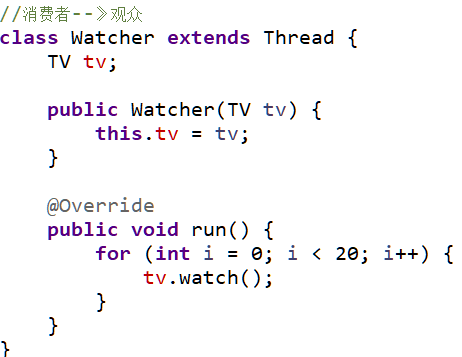 //消费者-->观众
class Watcher extends Thread {
    TV tv;

    public Watcher(TV tv) {
        this.tv = tv;
    }

    @Override
    public void run() {
        for (int i = 0; i < 20; i++) {
            tv.watch();
        }
    }
}